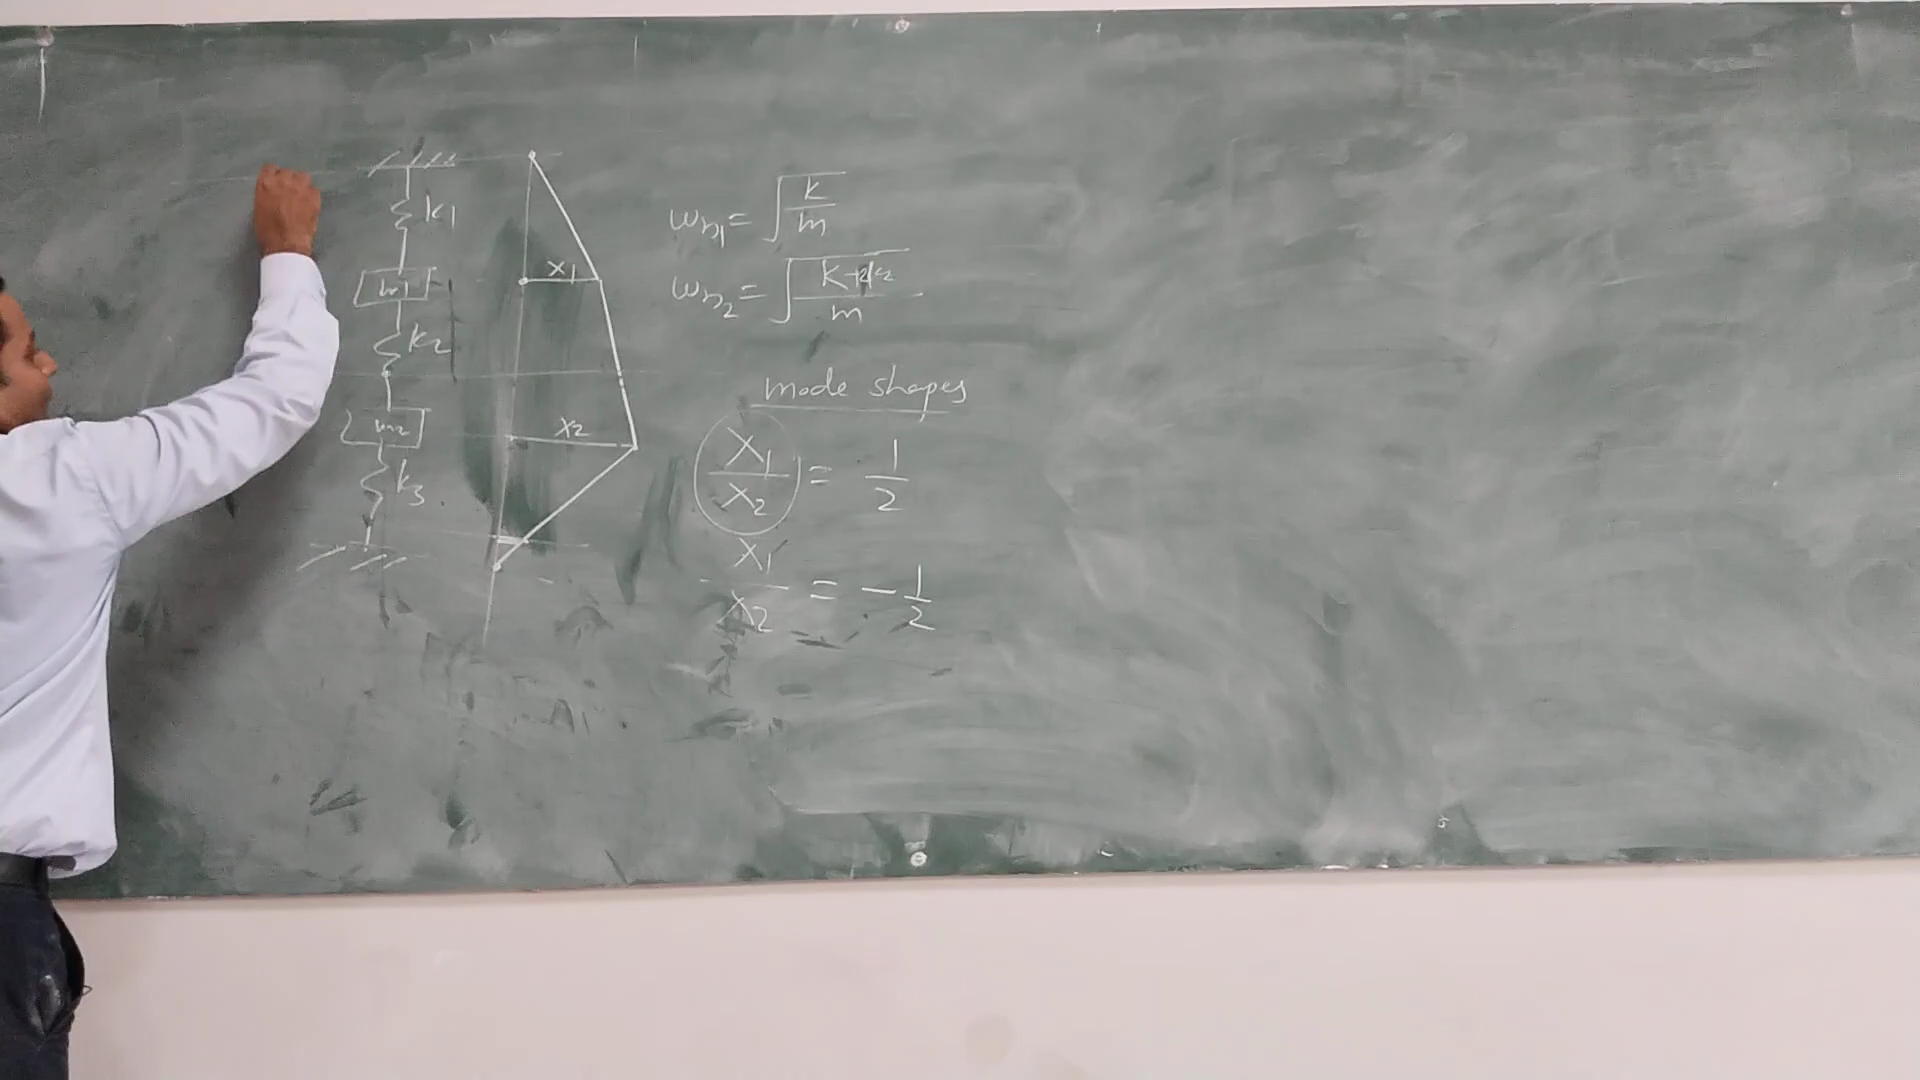 k1
m1
k2
m2
k3
x1
x2
ωn1 = √(k/m)
ωn2 = √(k+2k2/m)
mode shapes
x1/x2 = 1/2
x1/x2 = -1/2